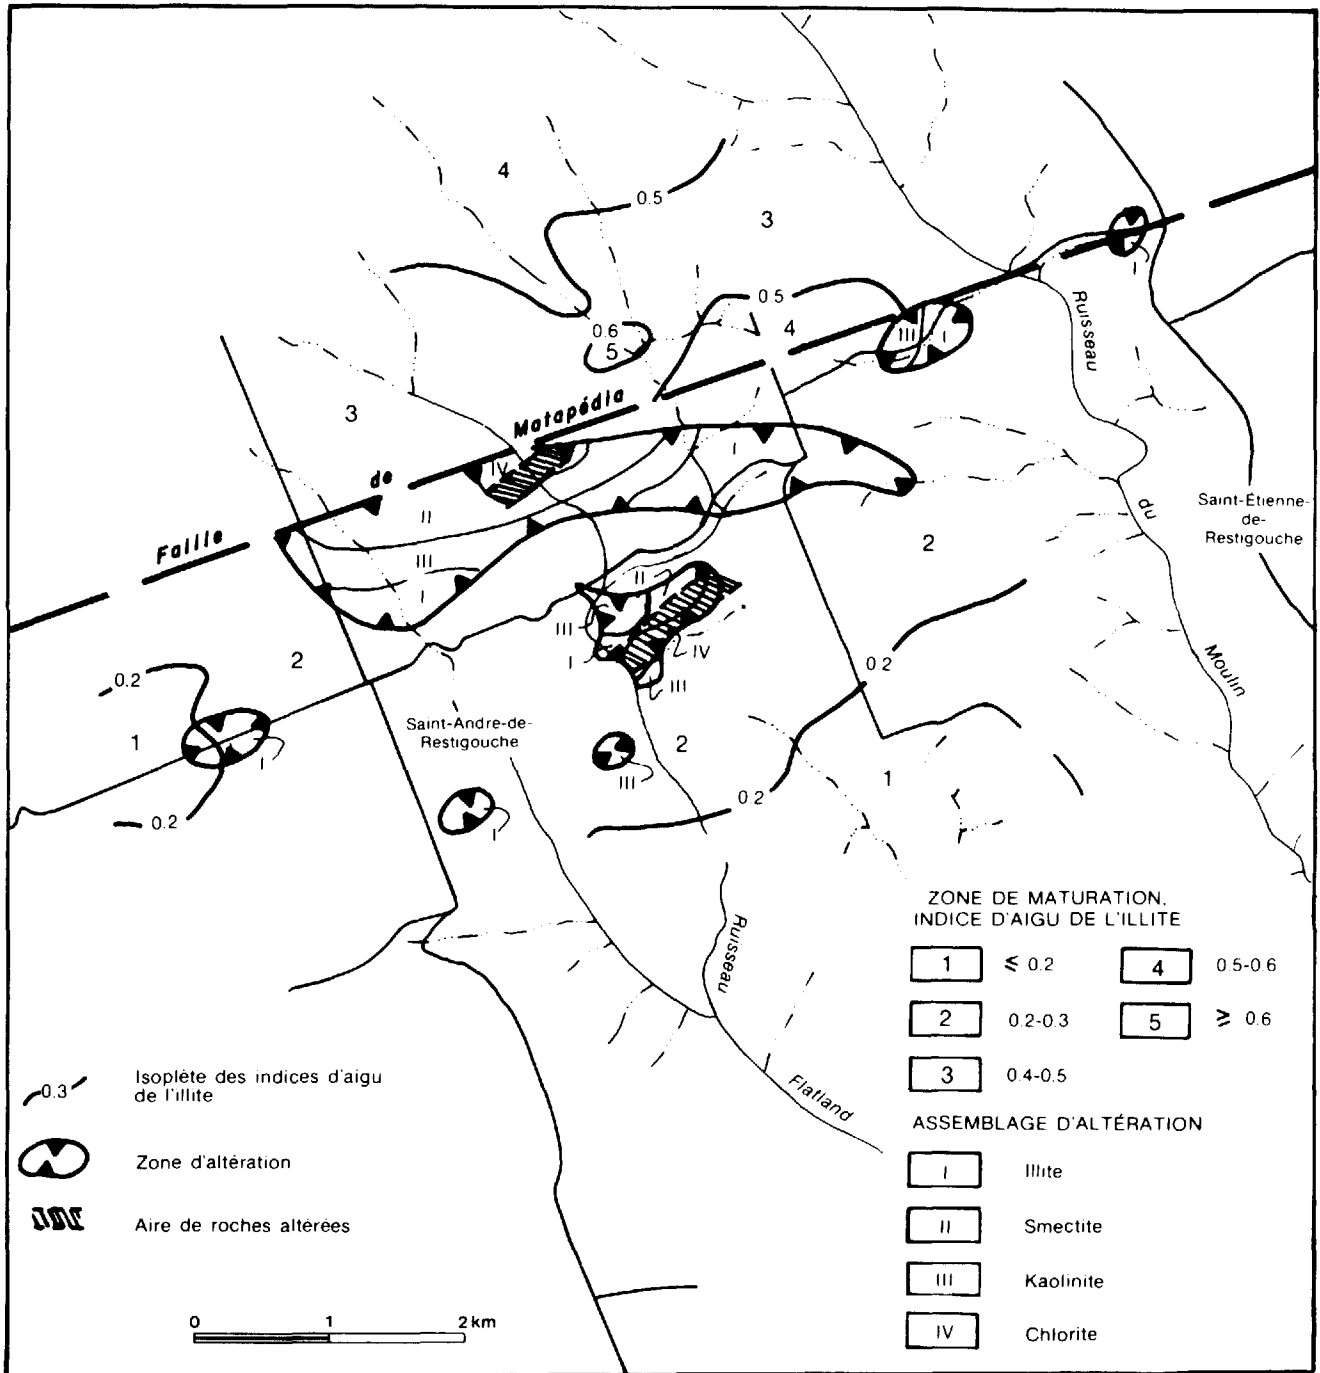 4
0.5
3
0.5
4
0.6
5
III
I
I
Ruisseau
du
Moulin
Faille de Matapédia
3
IV
I
II
III
I
2
Saint-Étienne-
de-
Restigouche
II
III
I
IV
III
0.2
2
0.2
1
I
0.2
Saint-Andre-de-
Restigouche
2
III
0.2
1
I
Ruisseau
Flatland
ZONE DE MATURATION,
INDICE D'AIGU DE L'ILLITE
1 ≤ 0.2
2 0.2-0.3
3 0.4-0.5
4 0.5-0.6
5 ≥ 0.6
ASSEMBLAGE D'ALTÉRATION
I Illite
II Smectite
III Kaolinite
IV Chlorite
0.3 Isoplète des indices d'aigu
de l'illite
Zone d'altération
Aire de roches altérées
0 1 2 km